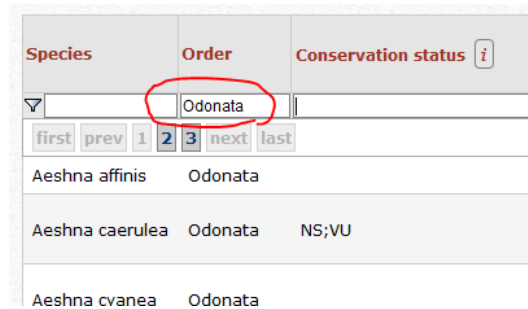 Species Order Conservation status i
Odonata
first prev 1 2 3 next last
Aeshna affinis Odonata
Aeshna caerulea Odonata NS;VU
Aeshna cyanea Odonata